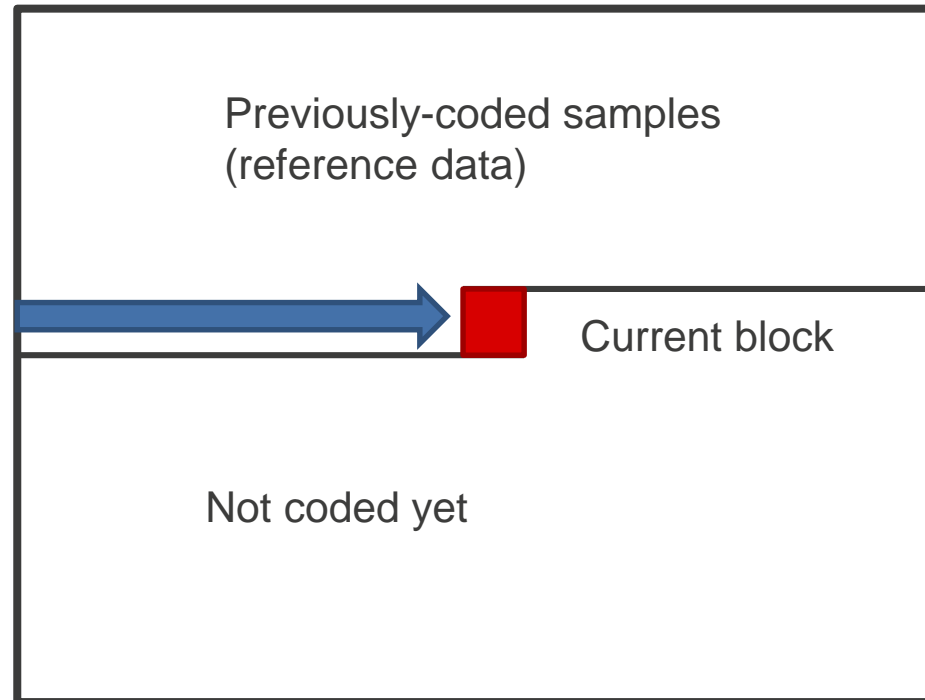 Previously-coded samples
(reference data)
Current block
Not coded yet